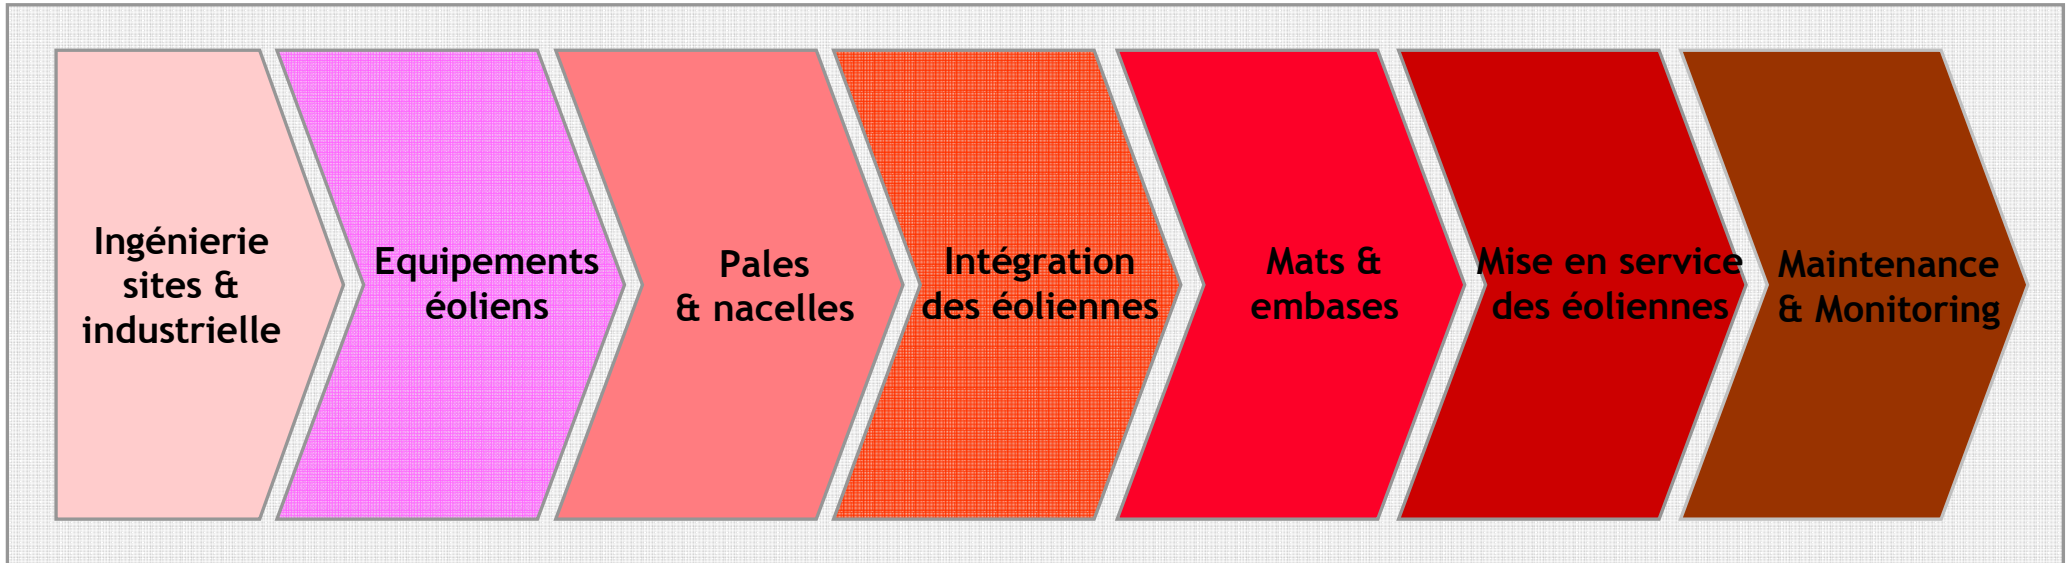 Ingénierie
sites &
industrielle
Equipements
éoliens
Pales
& nacelles
Intégration
des éoliennes
Mats &
embases
Mise en service
des éoliennes
Maintenance
& Monitoring